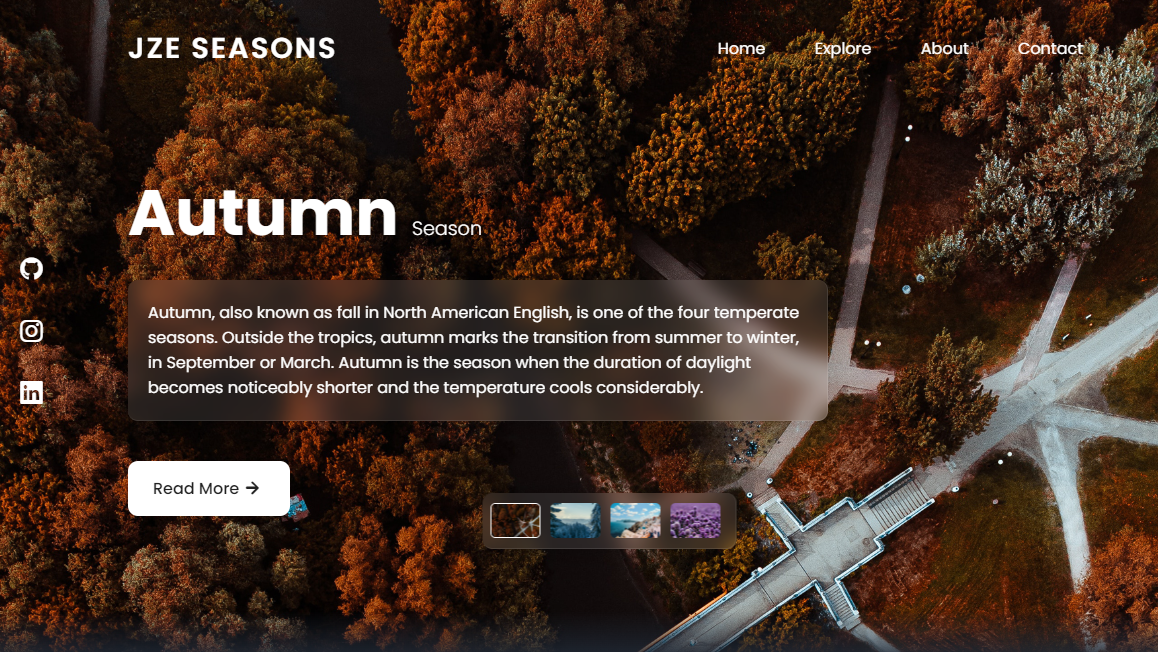 JZE SEASONS
Home Explore About Contact
Autumn Season
Autumn, also known as fall in North American English, is one of the four temperate
seasons. Outside the tropics, autumn marks the transition from summer to winter,
in September or March. Autumn is the season when the duration of daylight
becomes noticeably shorter and the temperature cools considerably.
Read More